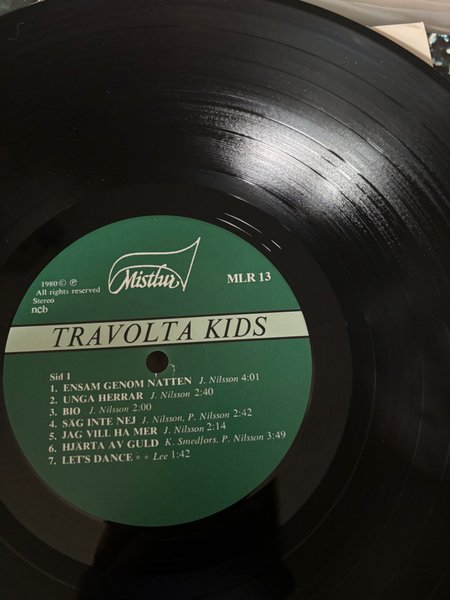 Mistlur
1980 © ℗
All rights reserved
Stereo
ncb
MLR 13
TRAVOLTA KIDS
Sid 1
1. ENSAM GENOM NATTEN J. Nilsson 4:01
2. UNGA HERRAR J. Nilsson 2:40
3. BIO J. Nilsson 2:00
4. SÄG INTE NEJ J. Nilsson, P. Nilsson 2:42
5. JAG VILL HA MER J. Nilsson 2:14
6. HJÄRTA AV GULD K. Smedfors, P. Nilsson 3:49
7. LET'S DANCE ** Lee 1:42